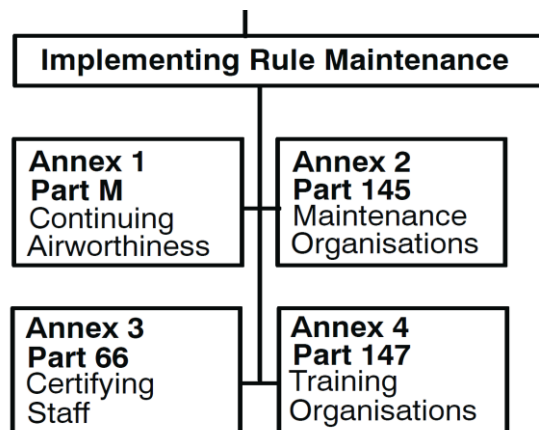 Implementing Rule Maintenance
Annex 1
Part M
Continuing
Airworthiness
Annex 2
Part 145
Maintenance
Organisations
Annex 3
Part 66
Certifying
Staff
Annex 4
Part 147
Training
Organisations